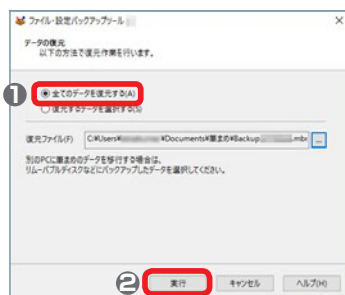 ファイル・設定バックアップツール
データの復元
以下の方法で復元作業を行います。
1
全てのデータを復元する(A)
復元するデータを選択する(S)
復元ファイル(F)
C:¥Users¥ ¥Documents¥筆まめ¥Backup .mbi
...
別のPCに筆まめのデータを移行する場合は、
リムーバブルディスクなどにバックアップしたデータを選択してください。
2
実行
キャンセル
ヘルプ(H)